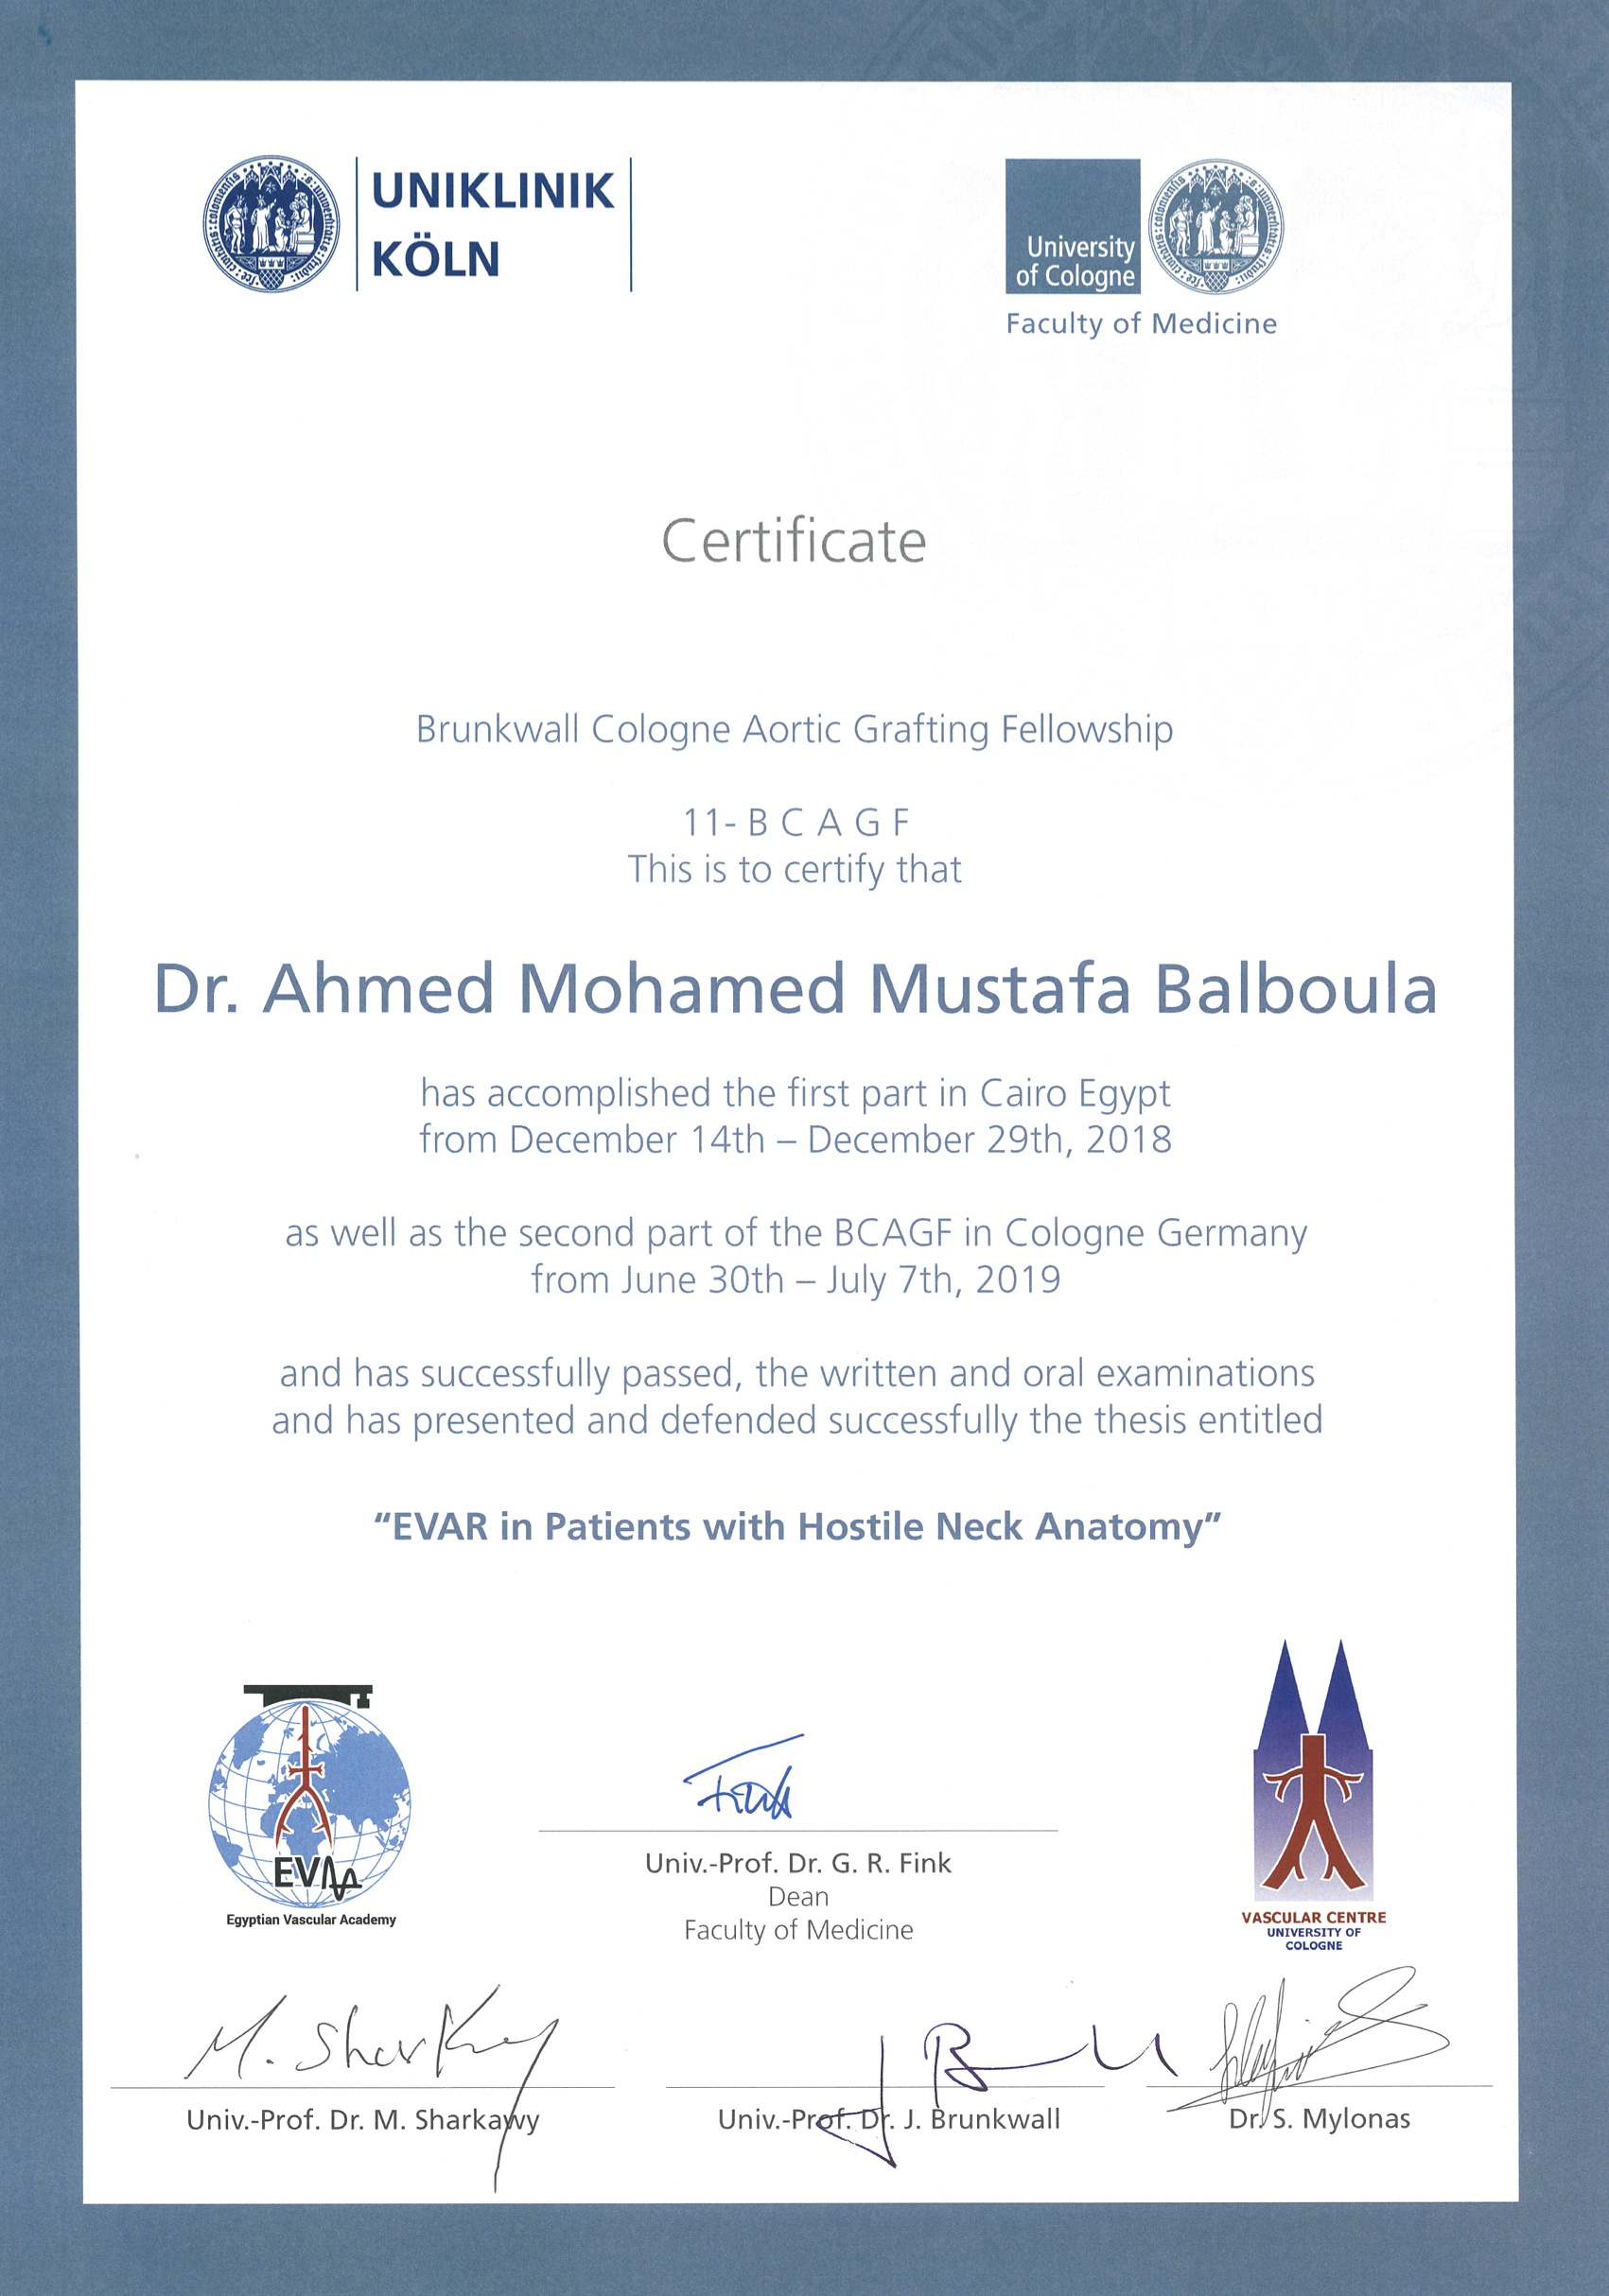 UNIKLINIK
KÖLN
University
of Cologne
Faculty of Medicine
Certificate
Brunkwall Cologne Aortic Grafting Fellowship
11- B C A G F
This is to certify that
Dr. Ahmed Mohamed Mustafa Balboula
has accomplished the first part in Cairo Egypt
from December 14th – December 29th, 2018
as well as the second part of the BCAGF in Cologne Germany
from June 30th – July 7th, 2019
and has successfully passed, the written and oral examinations
and has presented and defended successfully the thesis entitled
“EVAR in Patients with Hostile Neck Anatomy”
EVA
Egyptian Vascular Academy
Univ.-Prof. Dr. G. R. Fink
Dean
Faculty of Medicine
VASCULAR CENTRE
UNIVERSITY OF
COLOGNE
M. Sharkawy
Univ.-Prof. Dr. M. Sharkawy
Univ.-Prof. Dr. J. Brunkwall
Dr. S. Mylonas